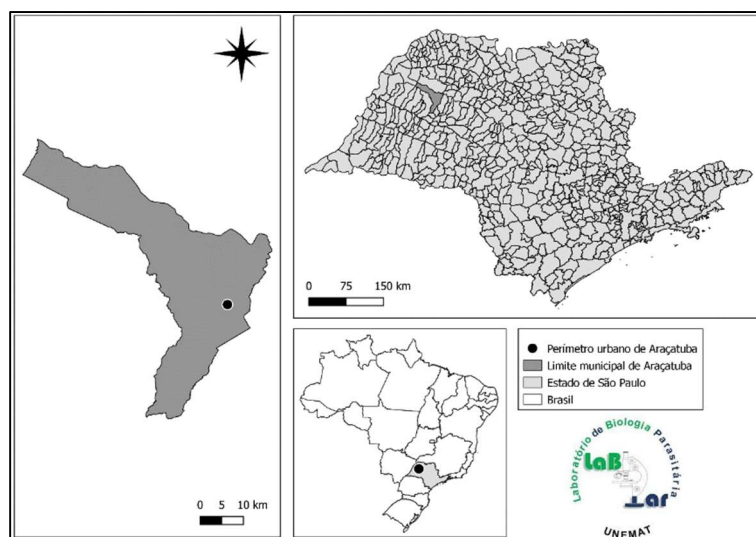 0 5 10 km
0 75 150 km
Perímetro urbano de Araçatuba
Limite municipal de Araçatuba
Estado de São Paulo
Brasil
Laboratório de Biologia Parasitária
LaB
Par
UNEMAT